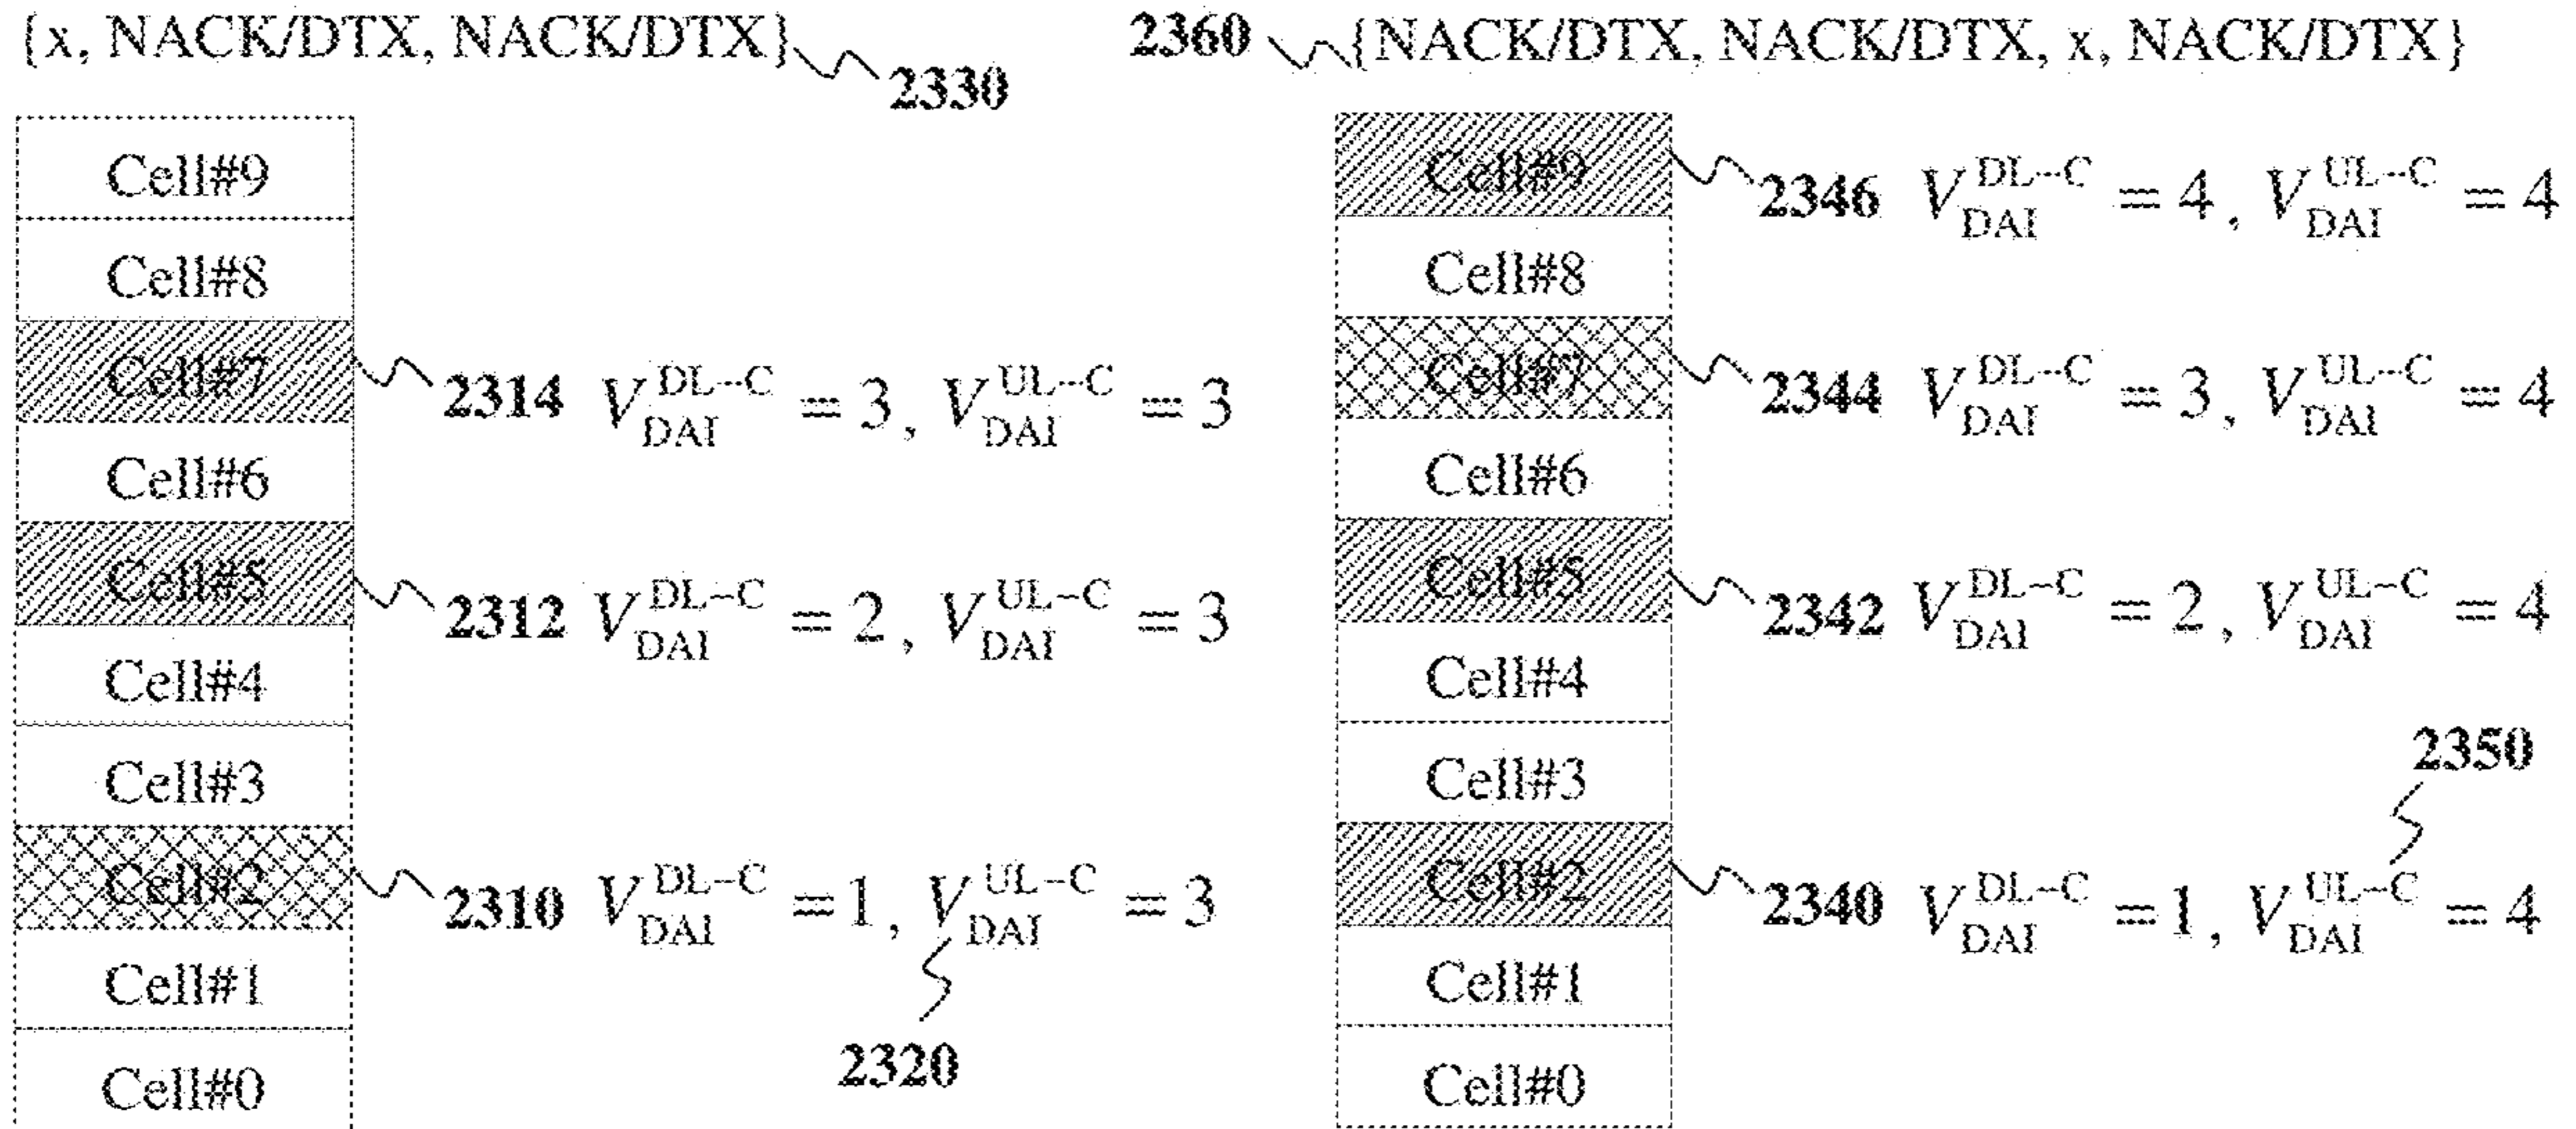 {x, NACK/DTX, NACK/DTX} 2330
Cell#9
Cell#8
Cell#7 2314 V_DAI^DL-C = 3, V_DAI^UL-C = 3
Cell#6
Cell#5 2312 V_DAI^DL-C = 2, V_DAI^UL-C = 3
Cell#4
Cell#3
Cell#2 2310 V_DAI^DL-C = 1, V_DAI^UL-C = 3
Cell#1
2320
Cell#0
2360 {NACK/DTX, NACK/DTX, x, NACK/DTX}
Cell#9 2346 V_DAI^DL-C = 4, V_DAI^UL-C = 4
Cell#8
Cell#7 2344 V_DAI^DL-C = 3, V_DAI^UL-C = 4
Cell#6
Cell#5 2342 V_DAI^DL-C = 2, V_DAI^UL-C = 4
Cell#4
2350
Cell#3
Cell#2 2340 V_DAI^DL-C = 1, V_DAI^UL-C = 4
Cell#1
Cell#0